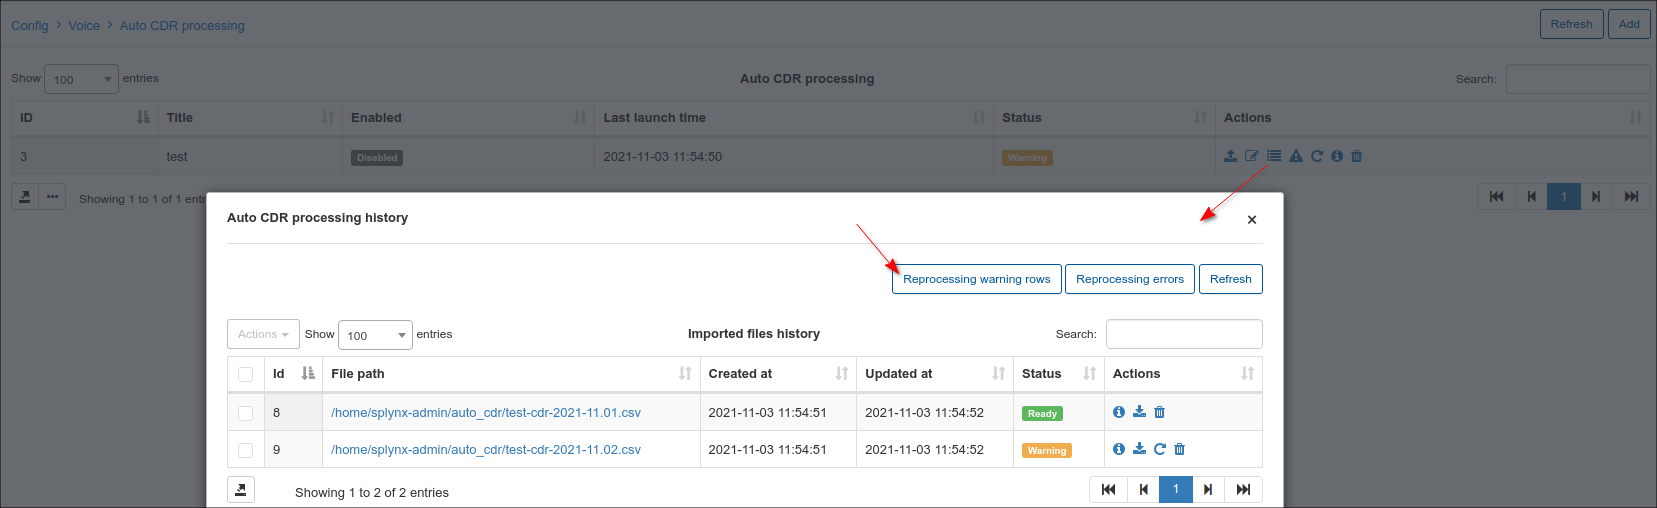 Config > Voice > Auto CDR processing
Refresh
Add
Show 100 entries
Auto CDR processing
Search:
ID Title Enabled Last launch time Status Actions
3 test Disabled 2021-11-03 11:54:50 Warning
Showing 1 to 1 of 1 entr
1
Auto CDR processing history
×
Reprocessing warning rows
Reprocessing errors
Refresh
Actions
Show 100 entries
Imported files history
Search:
Id File path Created at Updated at Status Actions
8 /home/splynx-admin/auto_cdr/test-cdr-2021-11.01.csv 2021-11-03 11:54:51 2021-11-03 11:54:52 Ready
9 /home/splynx-admin/auto_cdr/test-cdr-2021-11.02.csv 2021-11-03 11:54:51 2021-11-03 11:54:52 Warning
Showing 1 to 2 of 2 entries
1